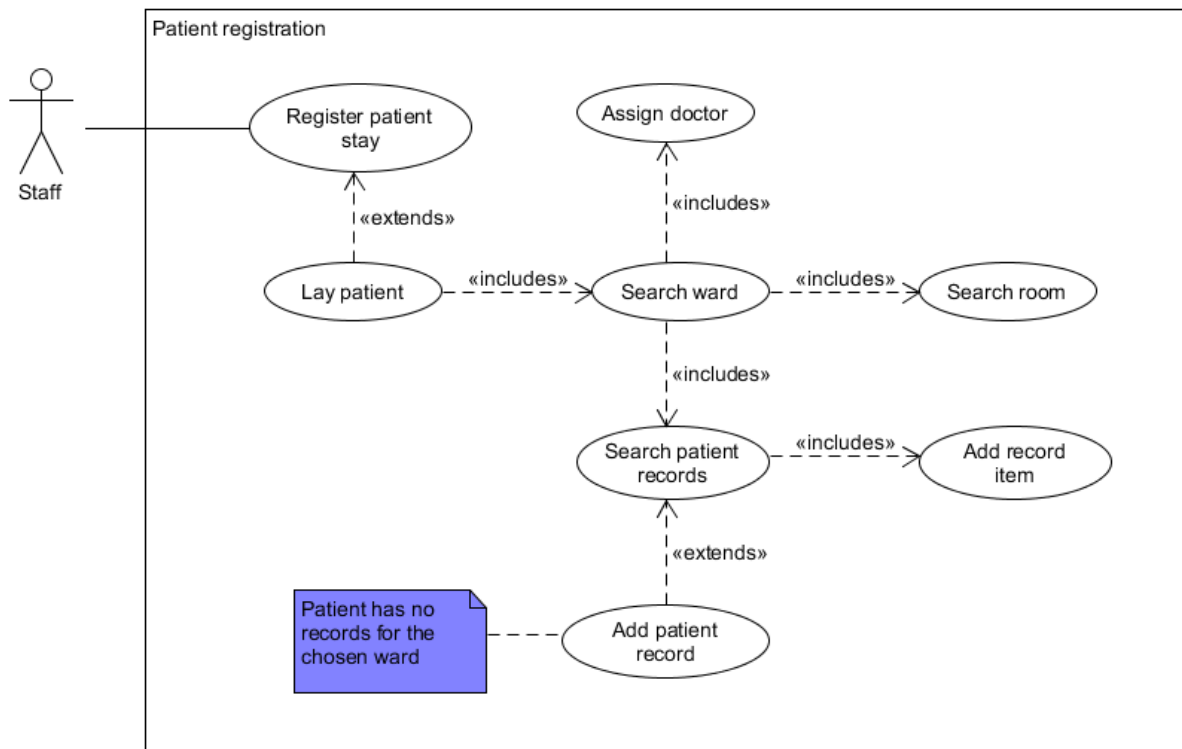 Patient registration
Register patient
stay
Assign doctor
Staff
«extends»
«includes»
Lay patient
«includes»
Search ward
«includes»
Search room
«includes»
Search patient
records
«includes»
Add record
item
«extends»
Patient has no
records for the
chosen ward
Add patient
record